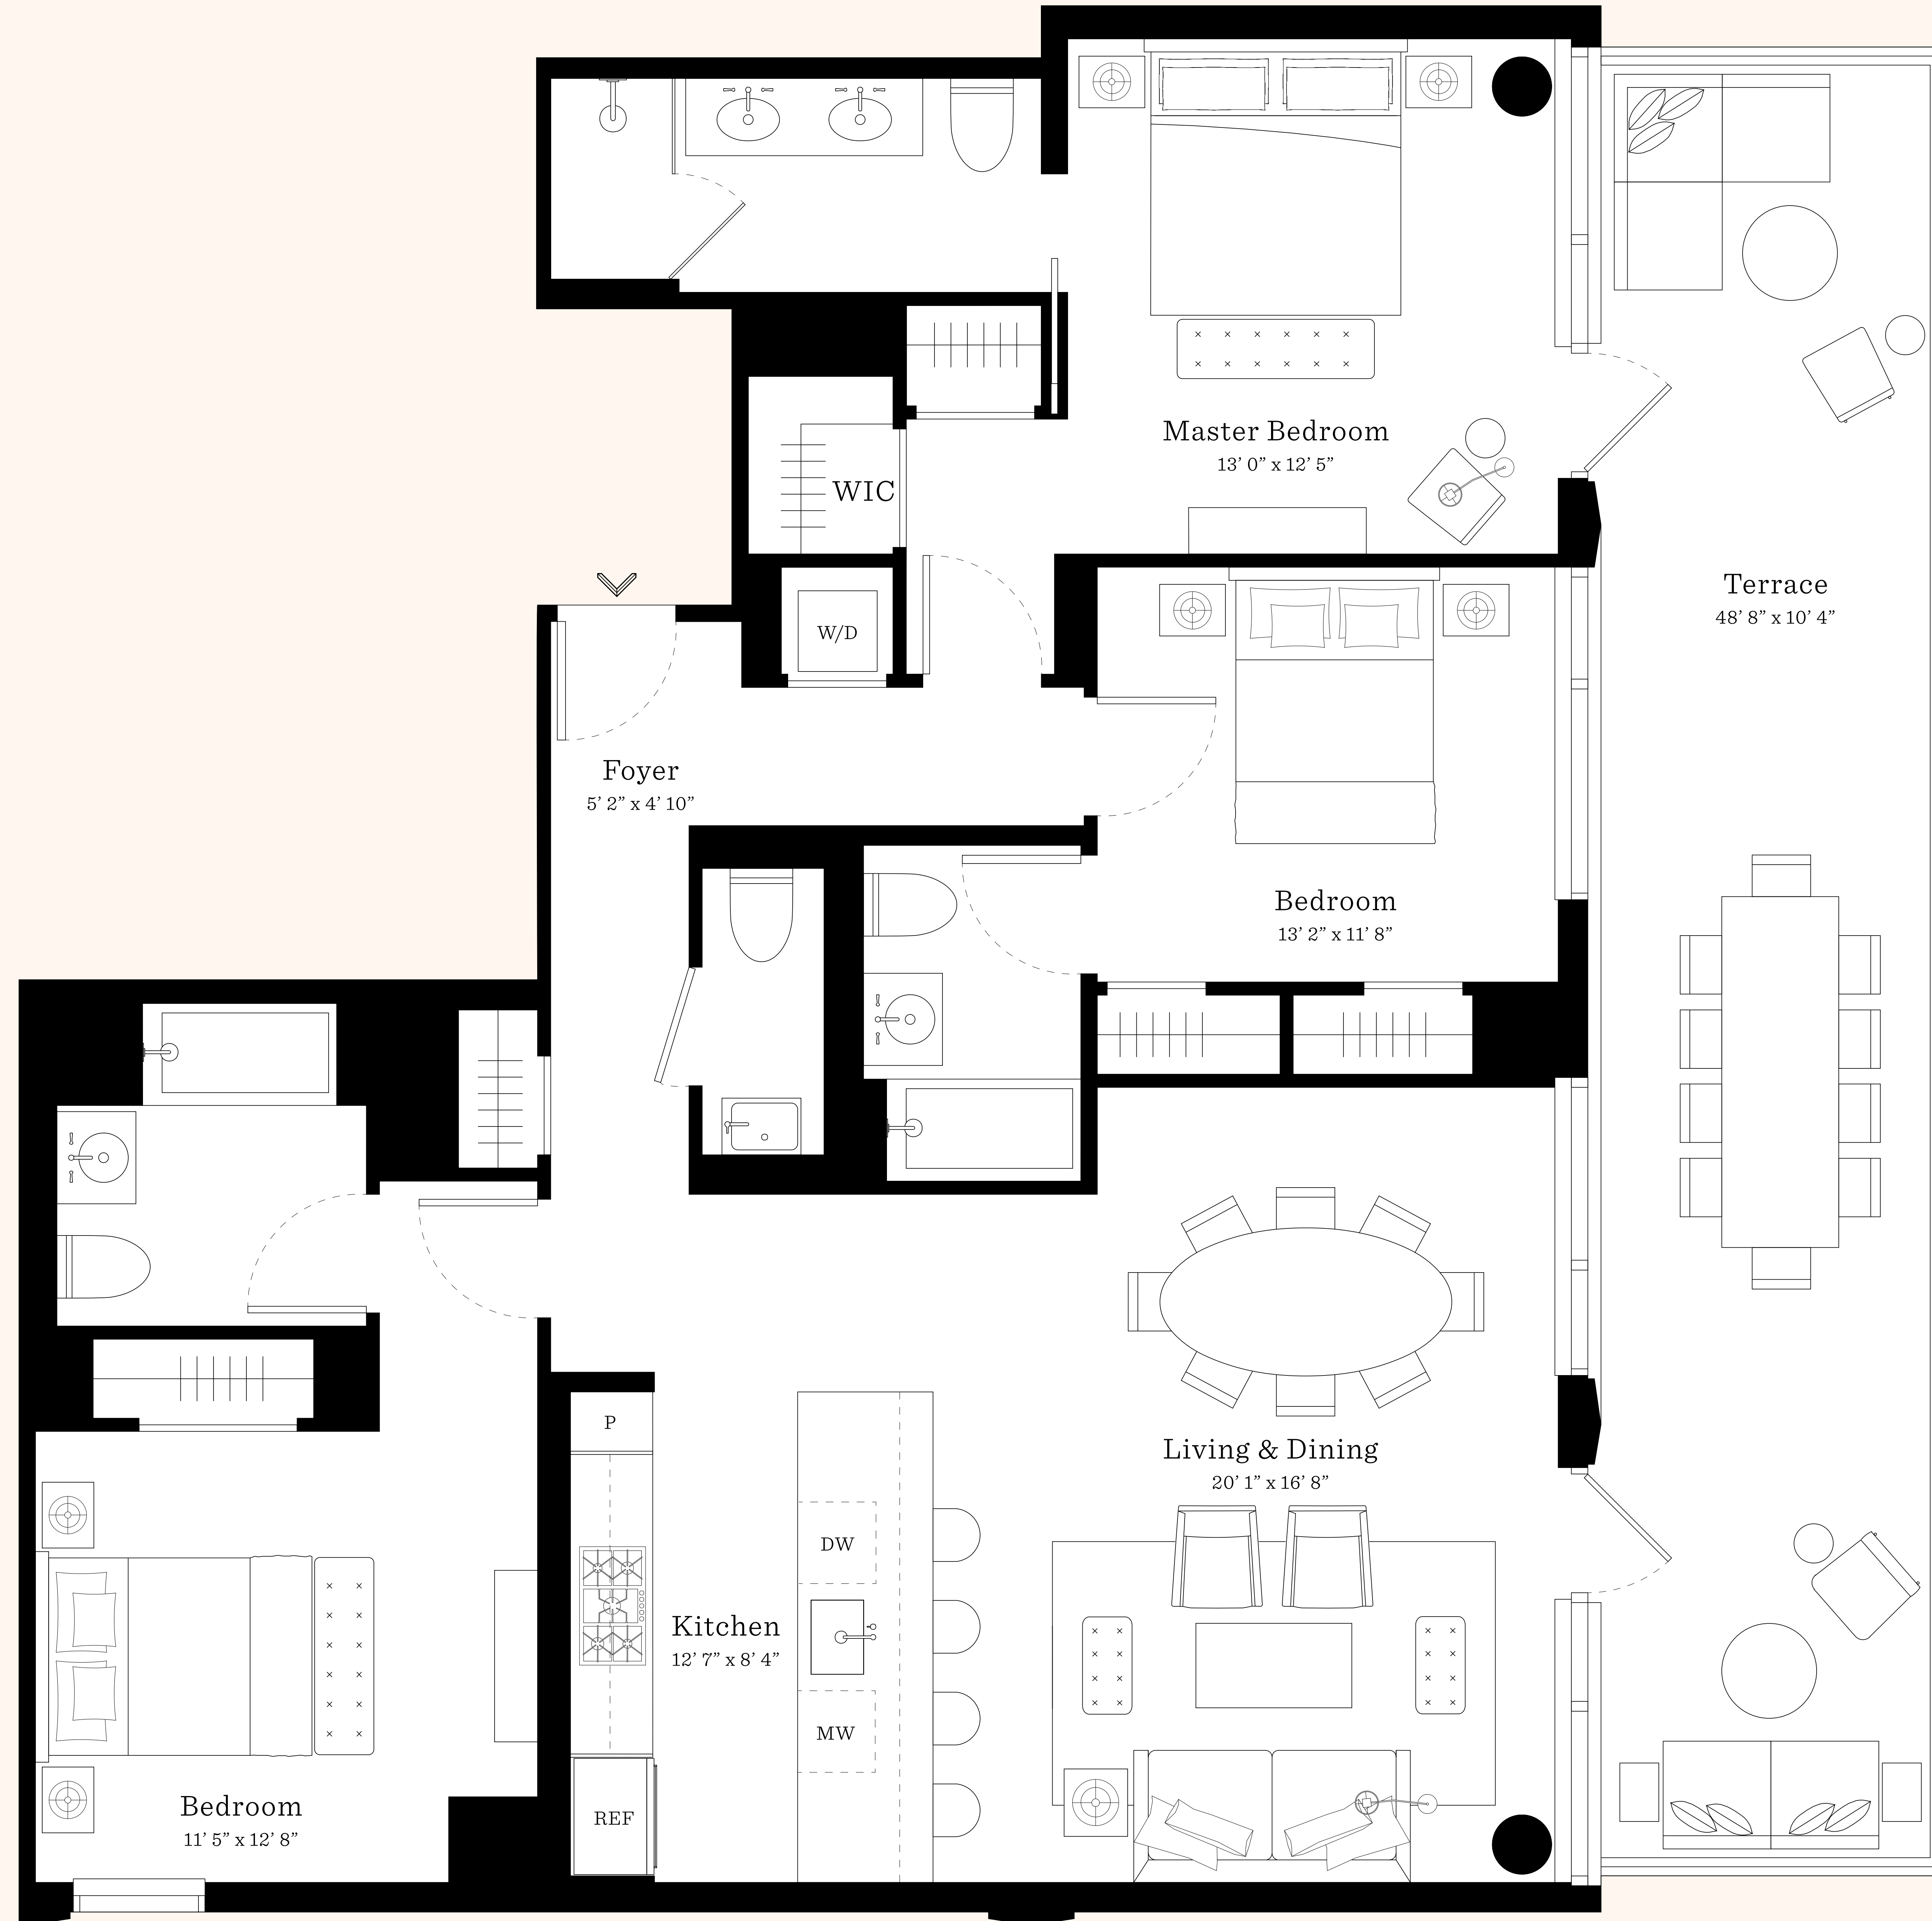 Master Bedroom
13’ 0” x 12’ 5”
WIC
Terrace
48’ 8” x 10’ 4”
W/D
Foyer
5’ 2” x 4’ 10”
Bedroom
13’ 2” x 11’ 8”
P
Living & Dining
20’ 1” x 16’ 8”
DW
Kitchen
12’ 7” x 8’ 4”
MW
Bedroom
11’ 5” x 12’ 8”
REF